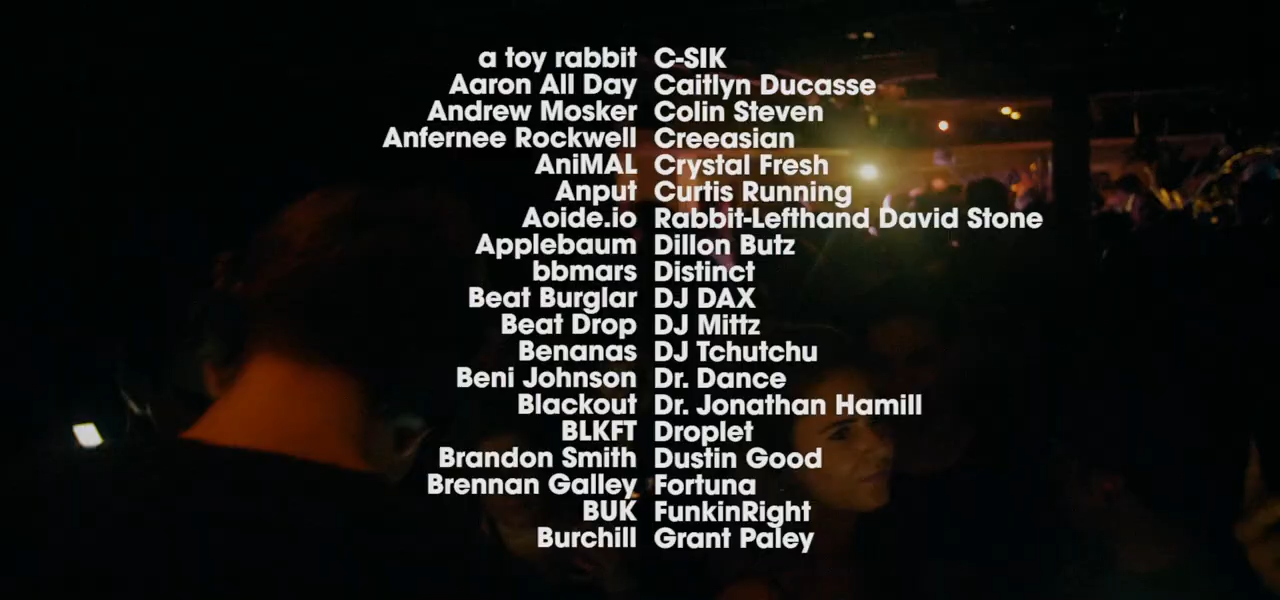 a toy rabbit C-SIK
Aaron All Day Caitlyn Ducasse
Andrew Mosker Colin Steven
Anfernee Rockwell Creeasian
AniMAL Crystal Fresh
Anput Curtis Running
Aoide.io Rabbit-Lefthand David Stone
Applebaum Dillon Butz
bbmars Distinct
Beat Burglar DJ DAX
Beat Drop DJ Mittz
Benanas DJ Tchutchu
Beni Johnson Dr. Dance
Blackout Dr. Jonathan Hamill
BLKFT Droplet
Brandon Smith Dustin Good
Brennan Galley Fortuna
BUK FunkinRight
Burchill Grant Paley